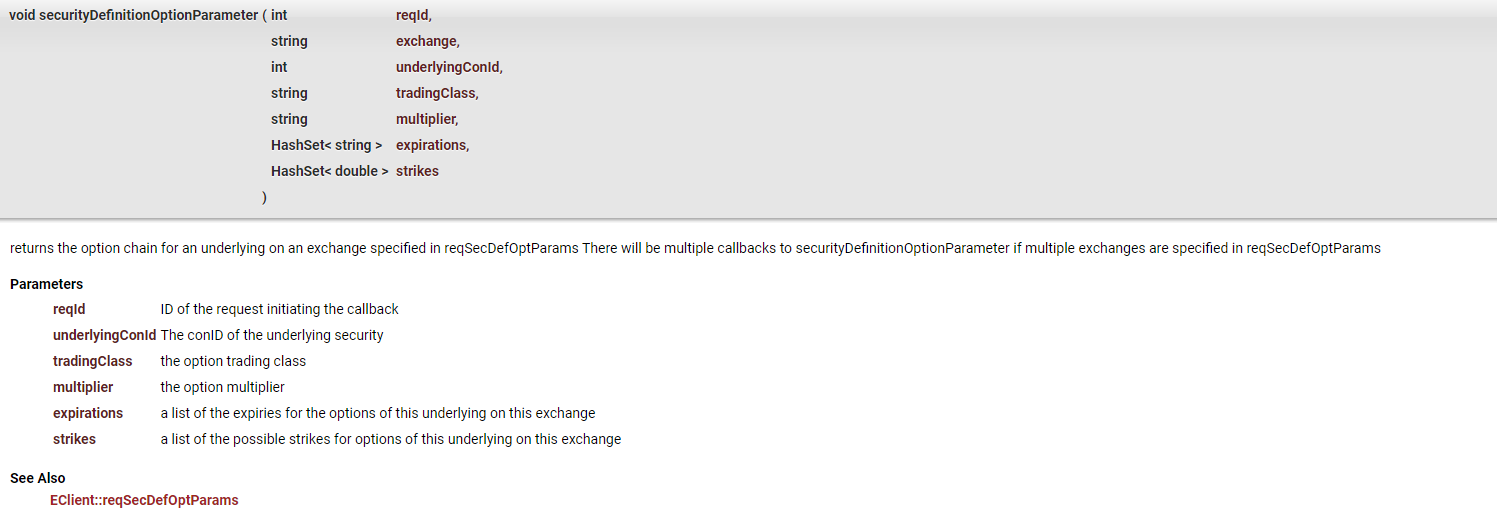 void securityDefinitionOptionParameter ( int reqId,
string exchange,
int underlyingConId,
string tradingClass,
string multiplier,
HashSet< string > expirations,
HashSet< double > strikes
)
returns the option chain for an underlying on an exchange specified in reqSecDefOptParams There will be multiple callbacks to securityDefinitionOptionParameter if multiple exchanges are specified in reqSecDefOptParams
Parameters
reqId ID of the request initiating the callback
underlyingConId The conID of the underlying security
tradingClass the option trading class
multiplier the option multiplier
expirations a list of the expiries for the options of this underlying on this exchange
strikes a list of the possible strikes for options of this underlying on this exchange
See Also
EClient::reqSecDefOptParams